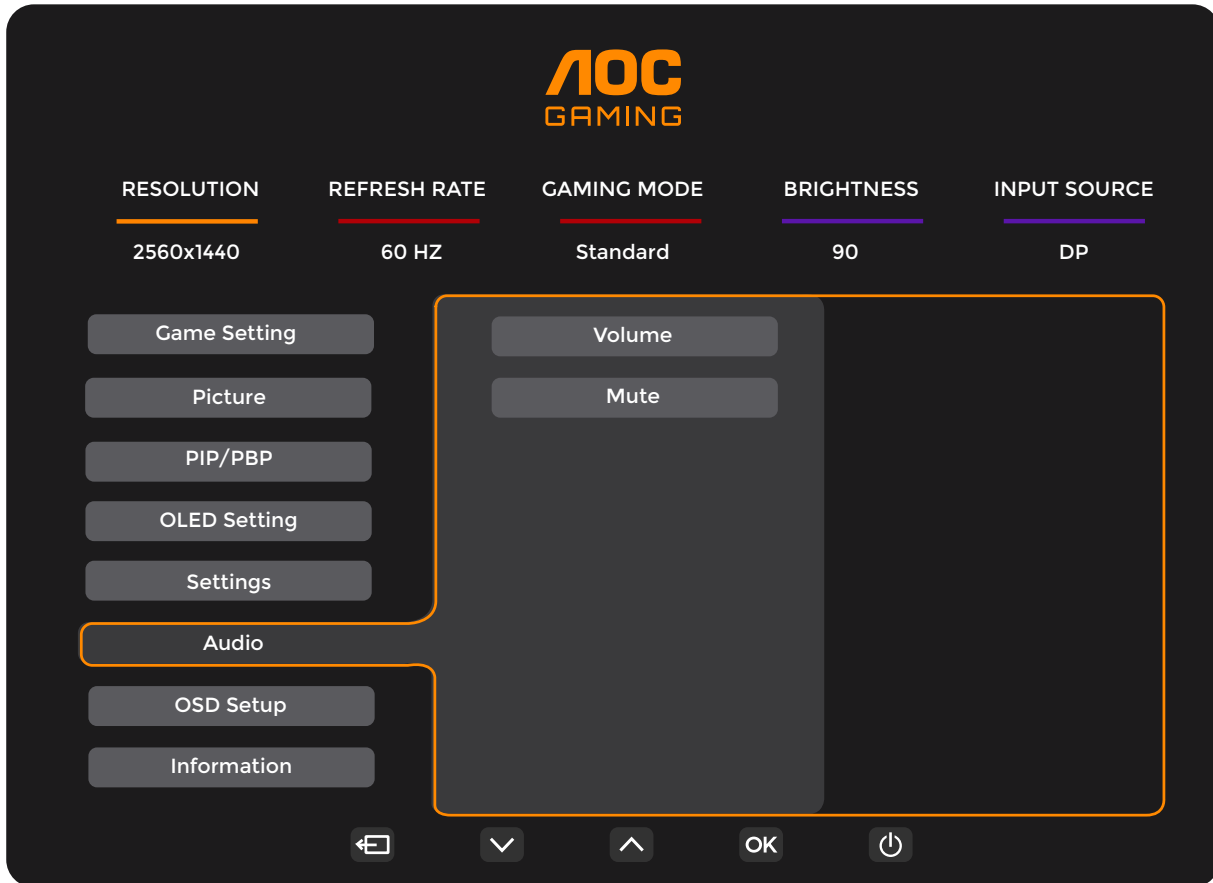 AOC
GAMING
RESOLUTION REFRESH RATE GAMING MODE BRIGHTNESS INPUT SOURCE
2560x1440 60 HZ Standard 90 DP
Game Setting
Volume
Picture
Mute
PIP/PBP
OLED Setting
Settings
Audio
OSD Setup
Information
OK